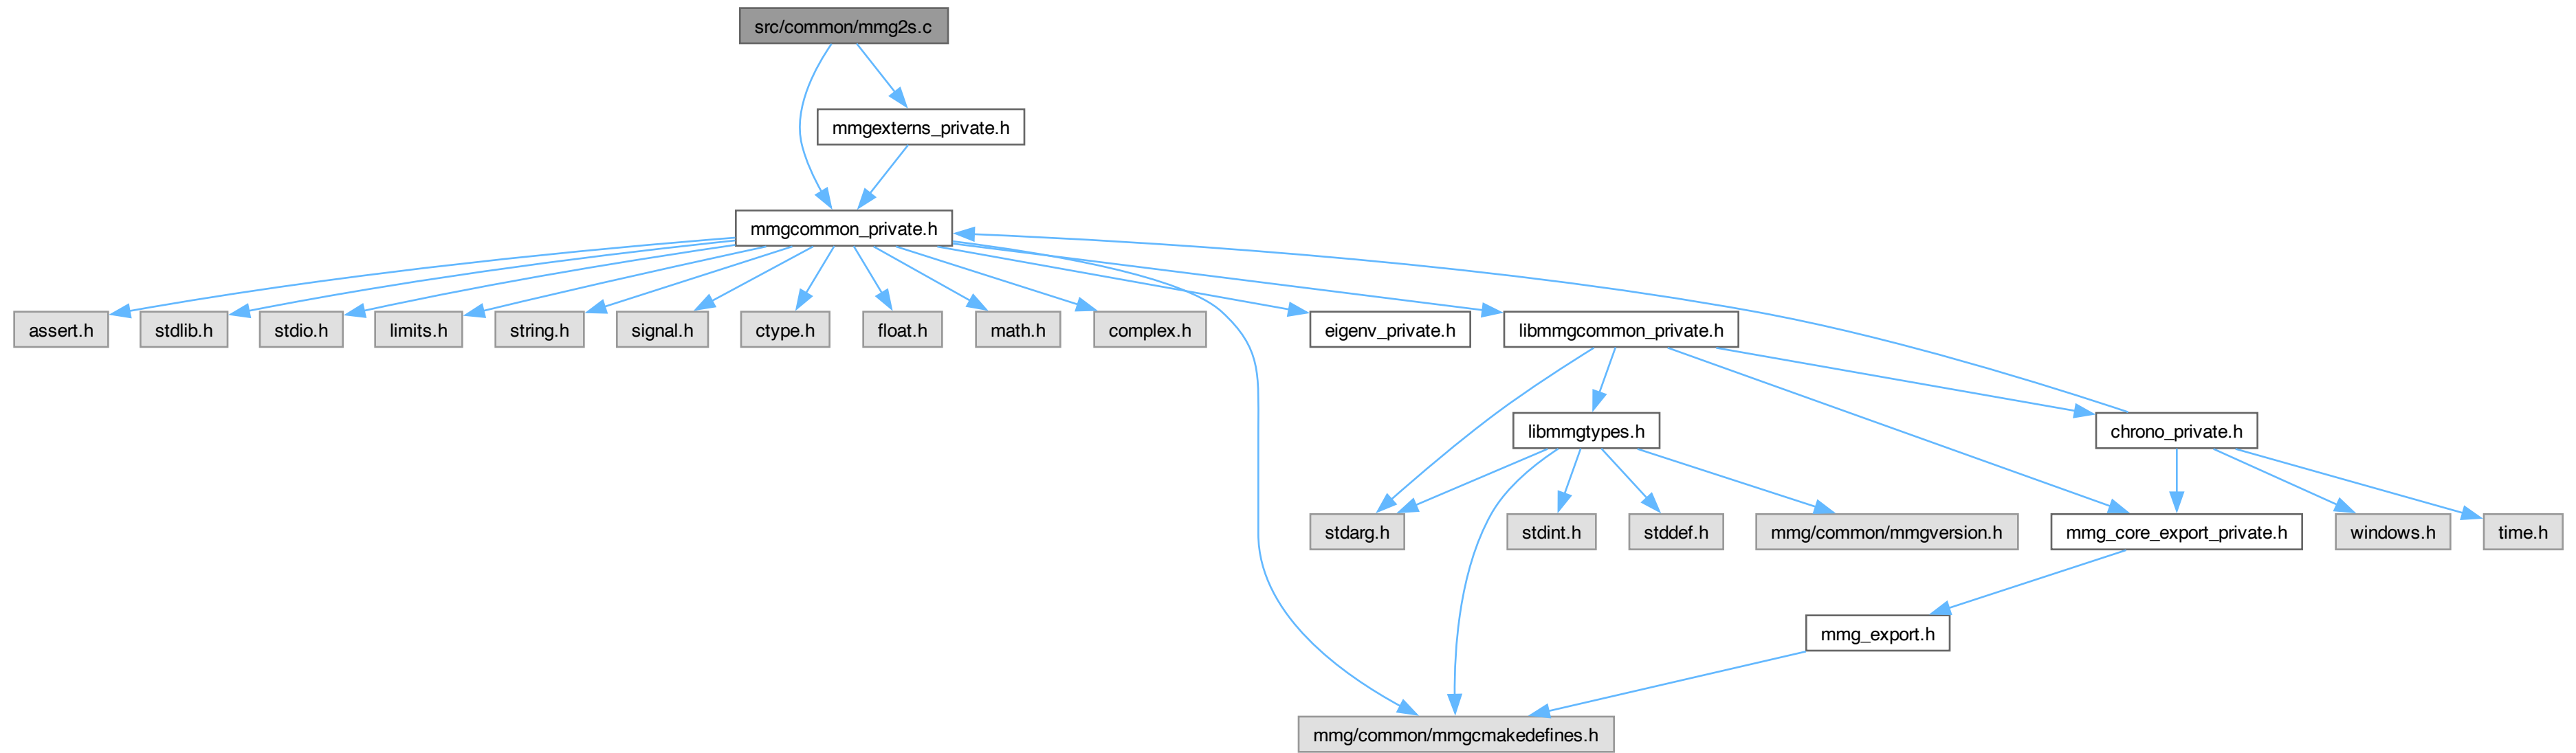 src/common/mmg2s.c
mmgexterns_private.h
mmgcommon_private.h
assert.h
stdlib.h
stdio.h
limits.h
string.h
signal.h
ctype.h
float.h
math.h
complex.h
eigenv_private.h
libmmgcommon_private.h
libmmgtypes.h
chrono_private.h
stdarg.h
stdint.h
stddef.h
mmg/common/mmgversion.h
mmg_core_export_private.h
windows.h
time.h
mmg_export.h
mmg/common/mmgcmakedefines.h